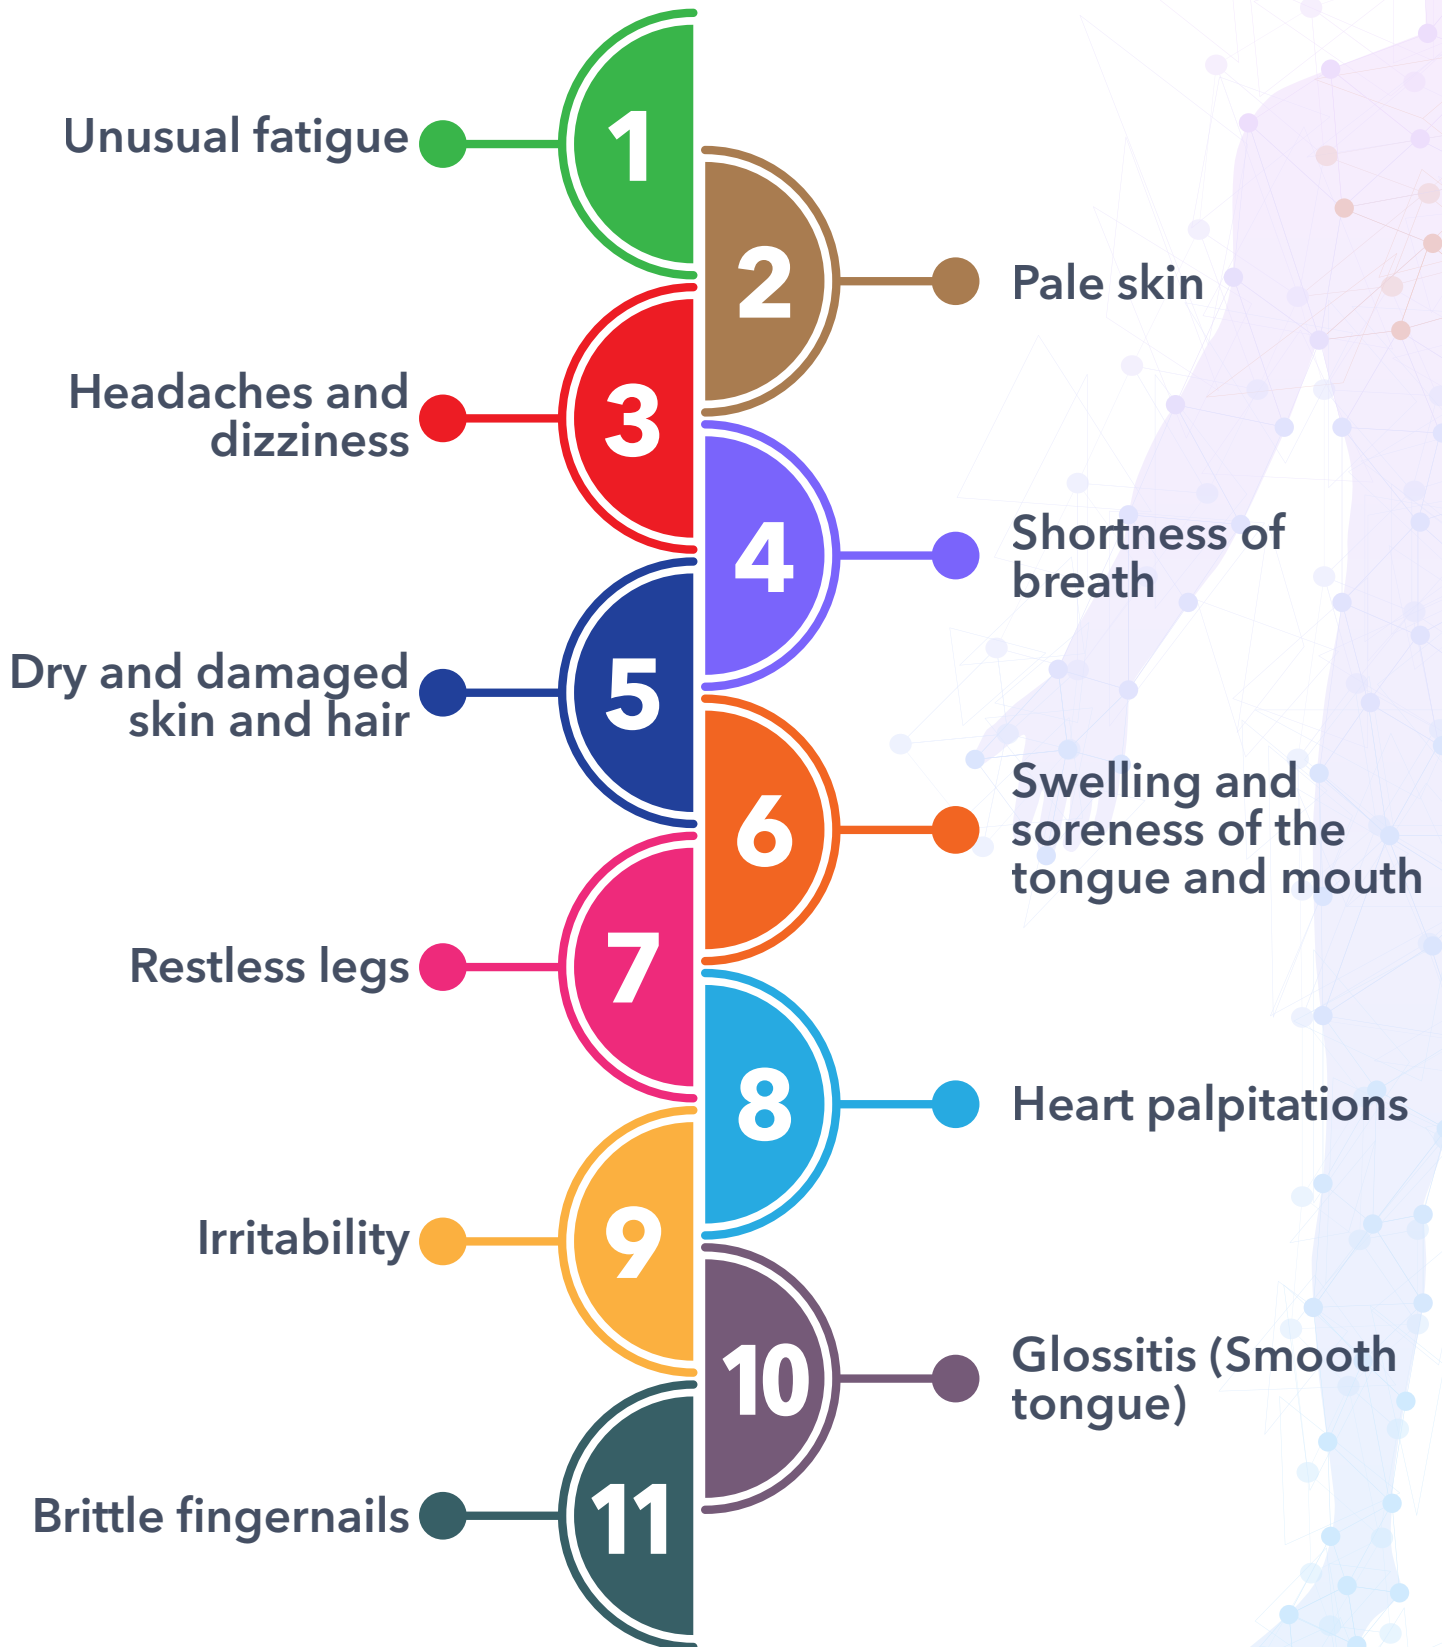 1
Unusual fatigue
2
Pale skin
3
Headaches and
dizziness
4
Shortness of
breath
5
Dry and damaged
skin and hair
6
Swelling and
soreness of the
tongue and mouth
7
Restless legs
8
Heart palpitations
9
Irritability
10
Glossitis (Smooth
tongue)
11
Brittle fingernails